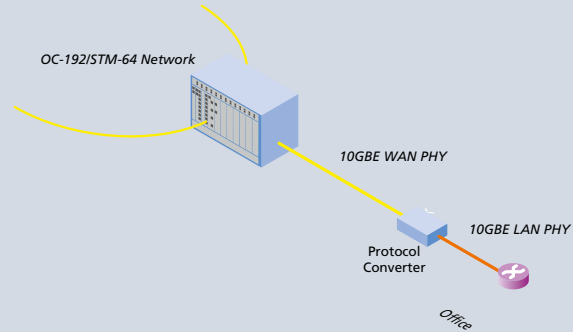 OC-192/STM-64 Network
10GBE WAN PHY
10GBE LAN PHY
Protocol
Converter
Office